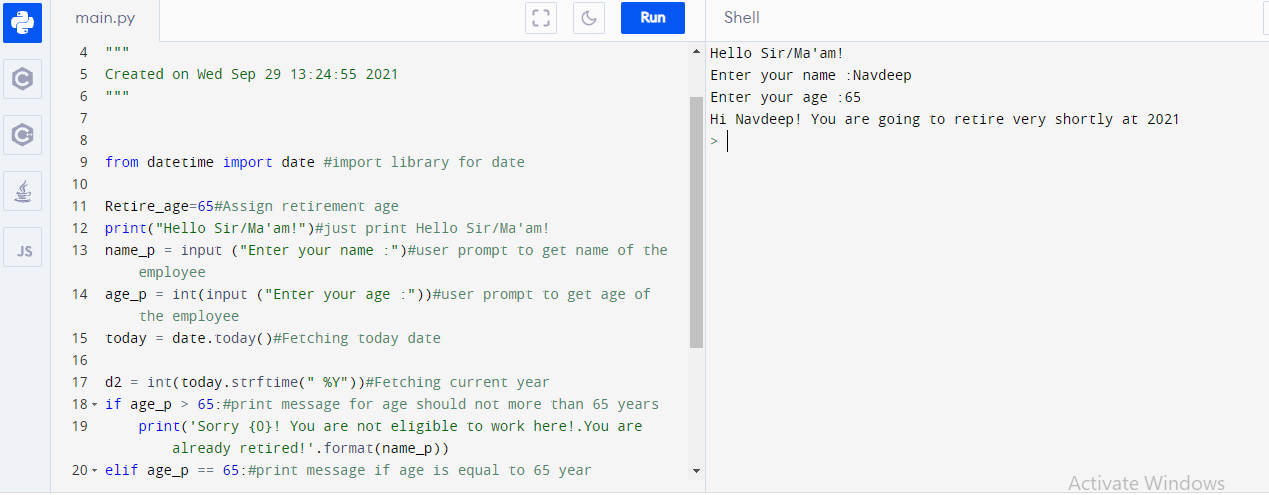 main.py
Run
Shell
4 """
5 Created on Wed Sep 29 13:24:55 2021
6 """
7
8
9 from datetime import date #import library for date
10
11 Retire_age=65#Assign retirement age
12 print("Hello Sir/Ma'am!")#just print Hello Sir/Ma'am!
13 name_p = input ("Enter your name :")#user prompt to get name of the
employee
14 age_p = int(input ("Enter your age :"))#user prompt to get age of
the employee
15 today = date.today()#Fetching today date
16
17 d2 = int(today.strftime(" %Y"))#Fetching current year
18 if age_p > 65:#print message for age should not more than 65 years
19 print('Sorry {0}! You are not eligible to work here!.You are
already retired!'.format(name_p))
20 elif age_p == 65:#print message if age is equal to 65 year
Hello Sir/Ma'am!
Enter your name :Navdeep
Enter your age :65
Hi Navdeep! You are going to retire very shortly at 2021
>
C
C++
JS
Activate Windows